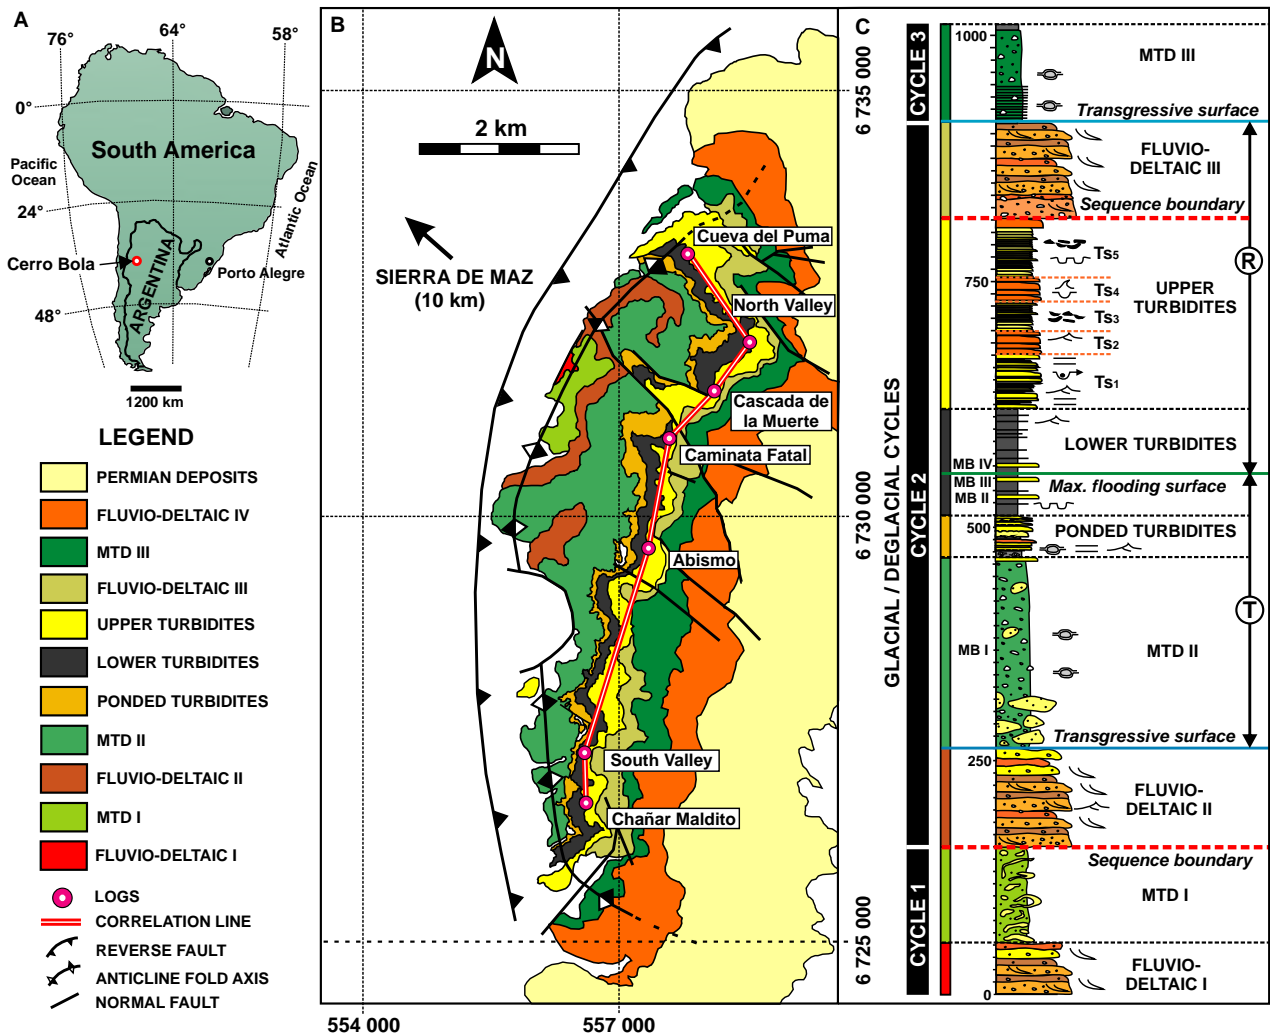 A
76°
64°
58°
0°
South America
Pacific
Ocean
Atlantic Ocean
24°
Cerro Bola
ARGENTINA
Porto Alegre
48°
1200 km
LEGEND
PERMIAN DEPOSITS
FLUVIO-DELTAIC IV
MTD III
FLUVIO-DELTAIC III
UPPER TURBIDITES
LOWER TURBIDITES
PONDED TURBIDITES
MTD II
FLUVIO-DELTAIC II
MTD I
FLUVIO-DELTAIC I
LOGS
CORRELATION LINE
REVERSE FAULT
ANTICLINE FOLD AXIS
NORMAL FAULT
B
N
2 km
SIERRA DE MAZ
(10 km)
Cueva del Puma
North Valley
Cascada de
la Muerte
Caminata Fatal
Abismo
South Valley
Chañar Maldito
6 735 000
6 730 000
6 725 000
554 000
557 000
C
GLACIAL / DEGLACIAL CYCLES
CYCLE 3
CYCLE 2
CYCLE 1
1000
MTD III
Transgressive surface
FLUVIO-
DELTAIC III
Sequence boundary
R
Ts5
750
Ts4
UPPER
TURBIDITES
Ts3
Ts2
Ts1
LOWER TURBIDITES
MB IV
MB III
Max. flooding surface
MB II
500
PONDED TURBIDITES
T
MB I
MTD II
Transgressive surface
250
FLUVIO-
DELTAIC II
Sequence boundary
MTD I
FLUVIO-
DELTAIC I
0